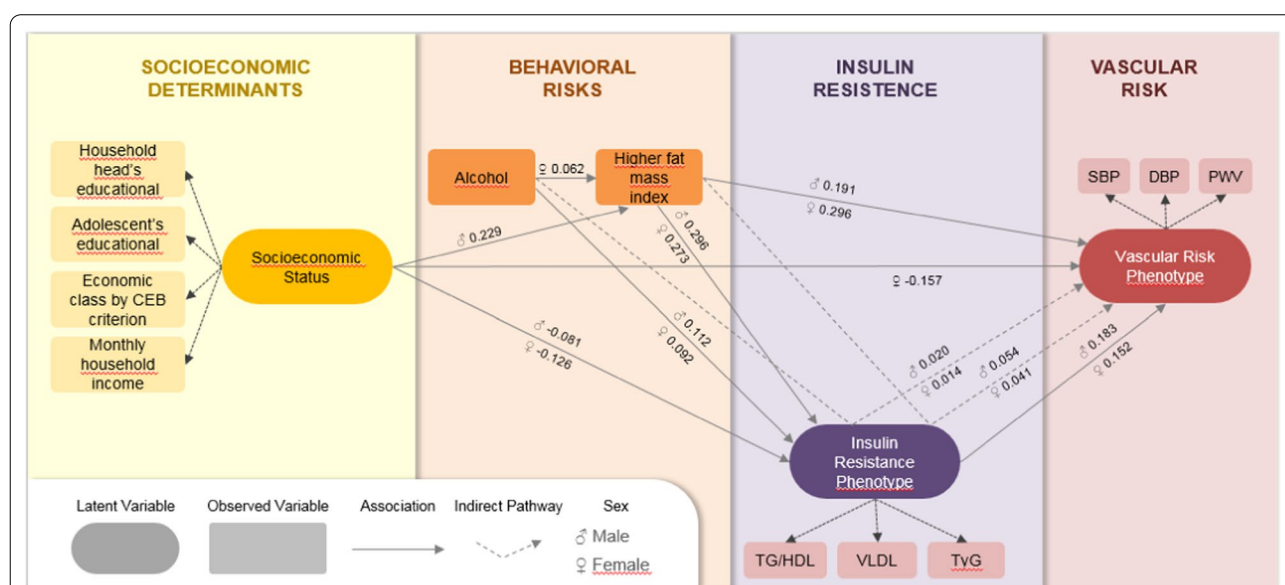 SOCIOECONOMIC
DETERMINANTS
BEHAVIORAL
RISKS
INSULIN
RESISTENCE
VASCULAR
RISK
Household
head's
educational
Adolescent's
educational
Economic
class by CEB
criterion
Monthly
household
income
Socioeconomic
Status
Alcohol
♀ 0.062
Higher fat
mass
index
♂ 0.229
♂ 0.191
♀ 0.296
♂ 0.296
♀ 0.273
♀ -0.157
♂ -0.081
♀ -0.126
♂ 0.112
♀ 0.092
♂ 0.020
♀ 0.014
♂ 0.054
♀ 0.041
♂ 0.183
♀ 0.152
SBP
DBP
PWV
Vascular Risk
Phenotype
Insulin
Resistance
Phenotype
TG/HDL
VLDL
TyG
Latent Variable
Observed Variable
Association
Indirect Pathway
Sex
♂ Male
♀ Female